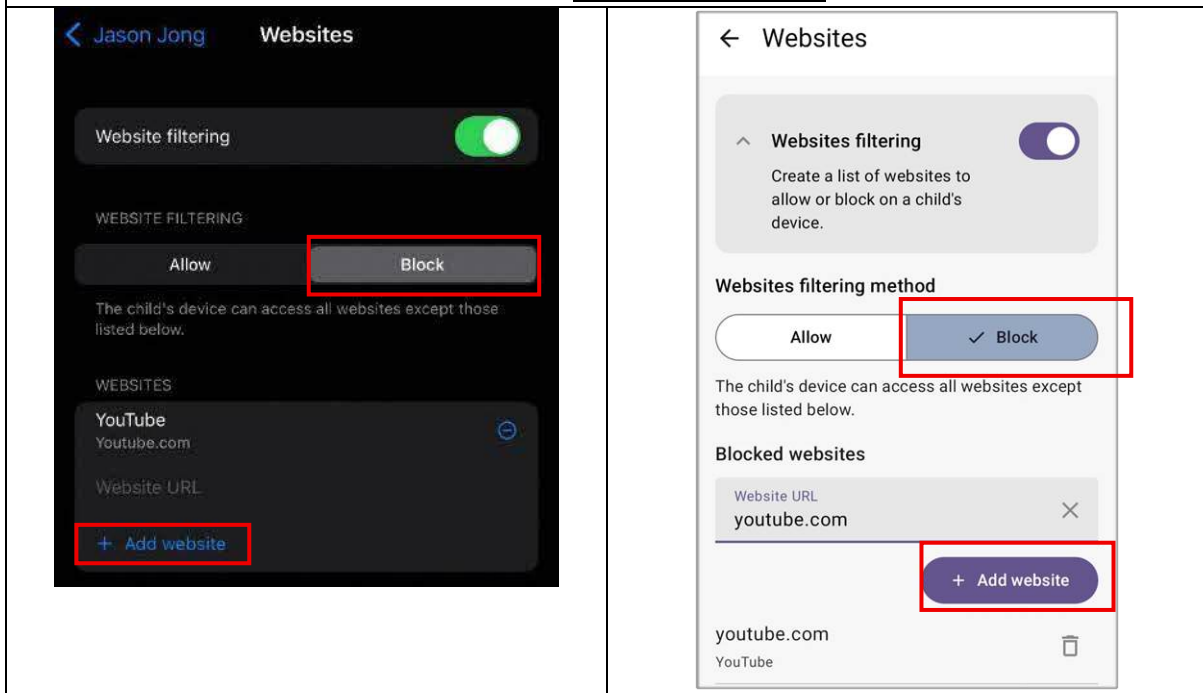 Jason Jong
Websites
Website filtering
WEBSITE FILTERING
Allow
Block
The child's device can access all websites except those
listed below.
WEBSITES
YouTube
Youtube.com
Website URL
+ Add website
← Websites
Websites filtering
Create a list of websites to
allow or block on a child's
device.
Websites filtering method
Allow
✓ Block
The child's device can access all websites except
those listed below.
Blocked websites
Website URL
youtube.com
+ Add website
youtube.com
YouTube